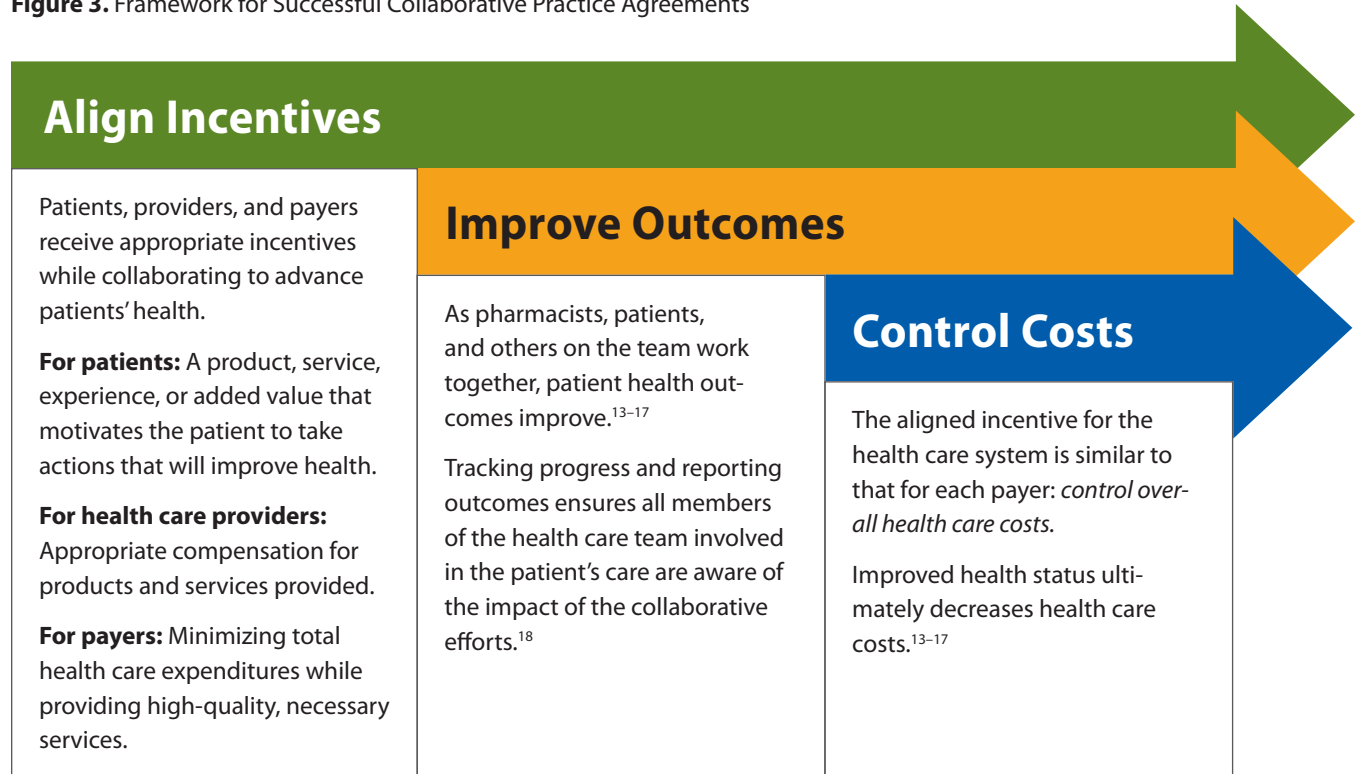 Figure 3. Framework for Successful Collaborative Practice Agreements
Align Incentives
Patients, providers, and payers
receive appropriate incentives
while collaborating to advance
patients’ health.
For patients: A product, service,
experience, or added value that
motivates the patient to take
actions that will improve health.
For health care providers:
Appropriate compensation for
products and services provided.
For payers: Minimizing total
health care expenditures while
providing high-quality, necessary
services.
Improve Outcomes
As pharmacists, patients,
and others on the team work
together, patient health out-
comes improve.13–17
Tracking progress and reporting
outcomes ensures all members
of the health care team involved
in the patient’s care are aware of
the impact of the collaborative
efforts.18
Control Costs
The aligned incentive for the
health care system is similar to
that for each payer: control over-
all health care costs.
Improved health status ulti-
mately decreases health care
costs.13–17